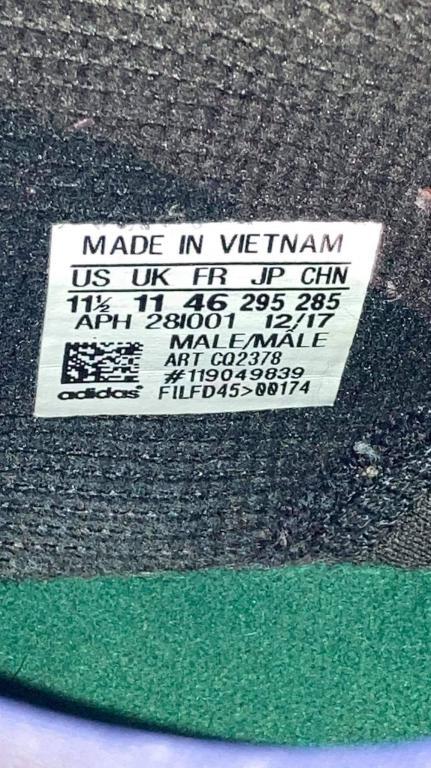 MADE IN VIETNAM
US UK FR JP CHN
11½ 11 46 295 285
APH 281001 12/17
MALE/MÂLE
ART CQ2378
#119049839
adidas® FILFD45>00174